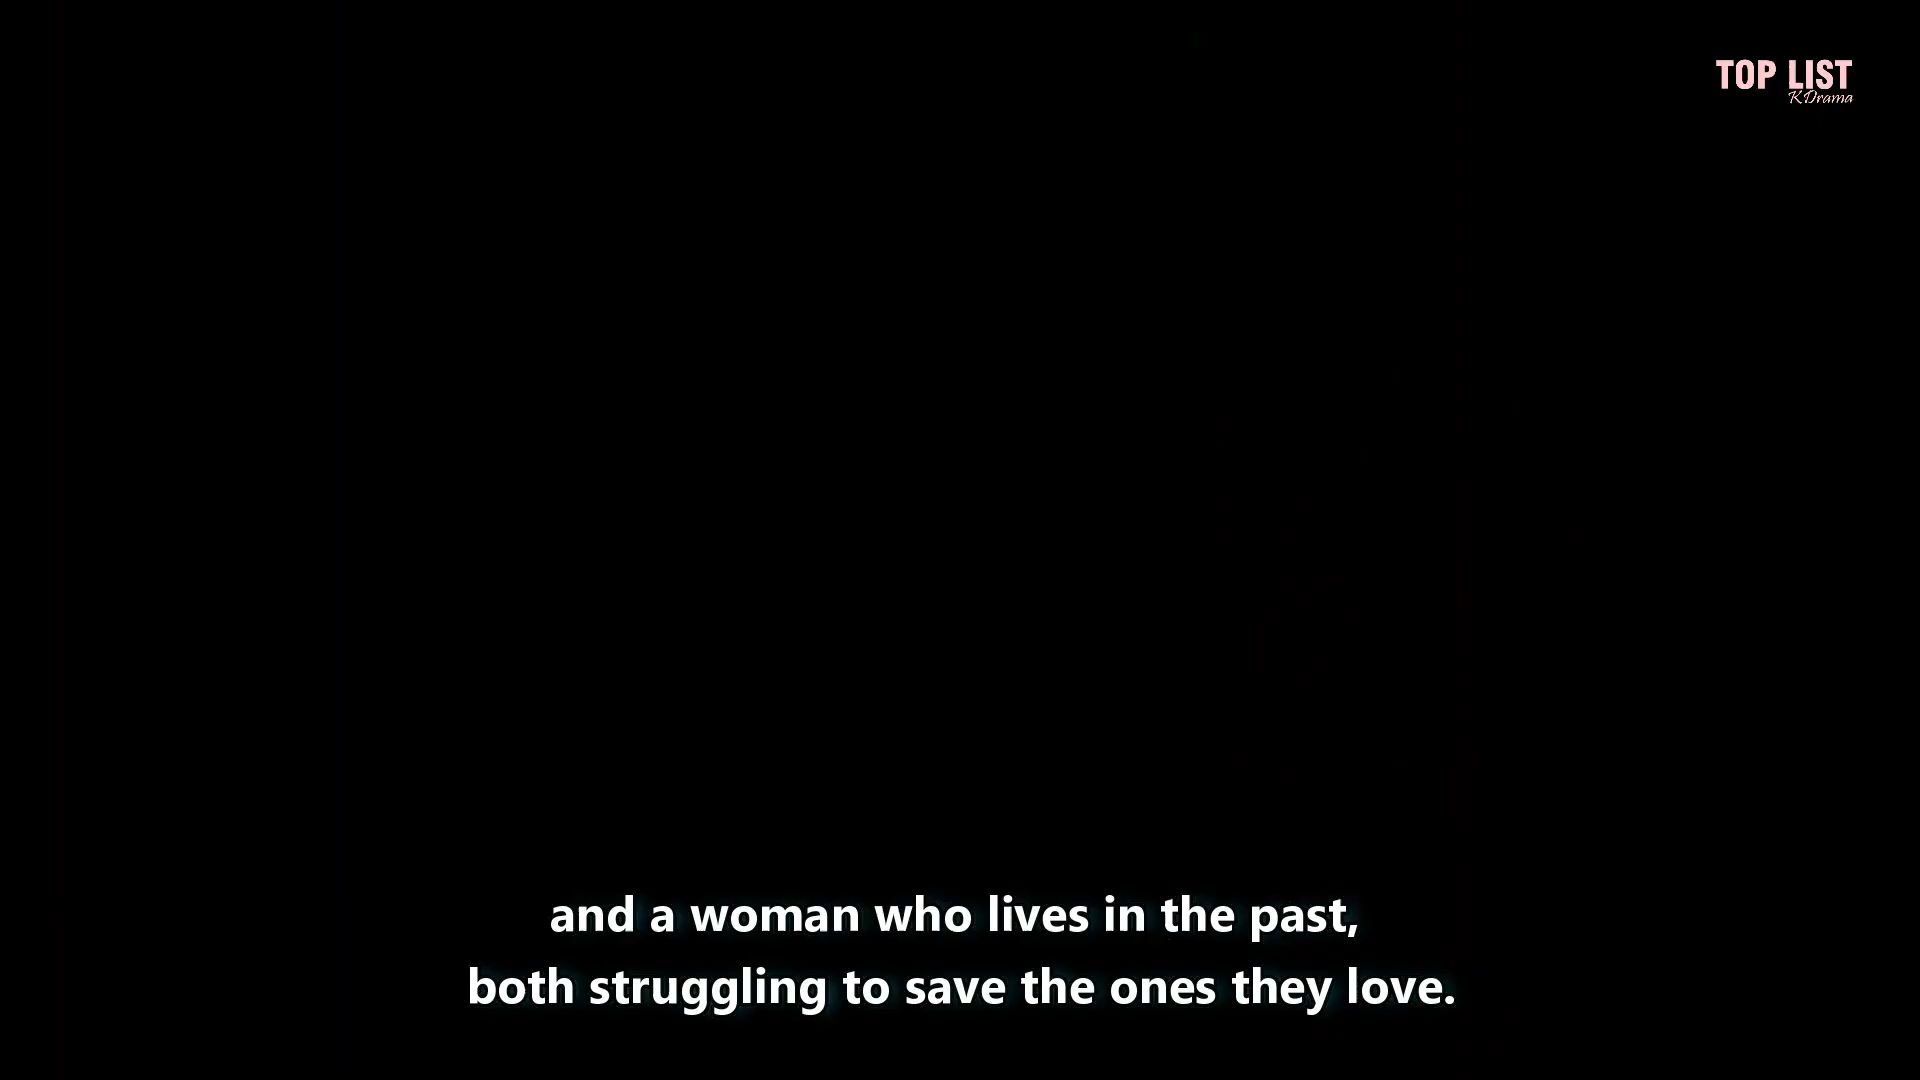 TOP LIST
KDrama
and a woman who lives in the past,
both struggling to save the ones they love.